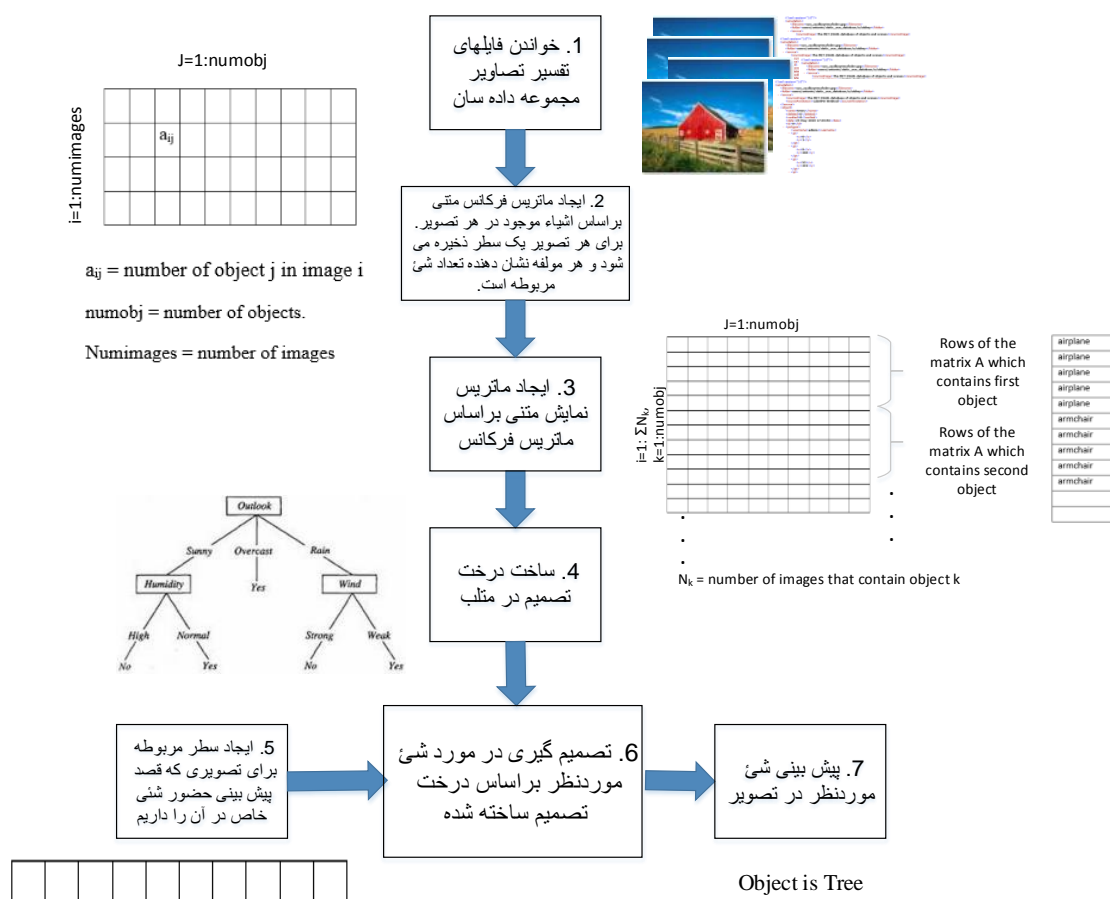 1. خواندن فایلهای
تفسیر تصاویر
مجموعه داده سان
J=1:numobj
i=1:numimages
aij
aij = number of object j in image i
numobj = number of objects.
Numimages = number of images
2. ایجاد ماتریس فرکانس متنی
براساس اشیاء موجود در هر تصویر.
برای هر تصویر یک سطر ذخیره می
شود و هر مولفه نشان دهنده تعداد شئ
مربوطه است.
3. ایجاد ماتریس
نمایش متنی براساس
ماتریس فرکانس
J=1:numobj
i=1: ΣNk,
k=1:numobj
Rows of the
matrix A which
contains first
object
Rows of the
matrix A which
contains second
object
airplane
airplane
airplane
airplane
airplane
armchair
armchair
armchair
armchair
armchair
Nk = number of images that contain object k
4. ساخت درخت
تصمیم در متلب
Outlook
Sunny Overcast Rain
Humidity Yes Wind
High Normal Strong Weak
No Yes No Yes
5. ایجاد سطر مربوطه
برای تصویری که قصد
پیش بینی حضور شئی
خاص در آن را داریم
6. تصمیم گیری در مورد شئ
موردنظر براساس درخت
تصمیم ساخته شده
7. پیش بینی شئ
موردنظر در تصویر
Object is Tree